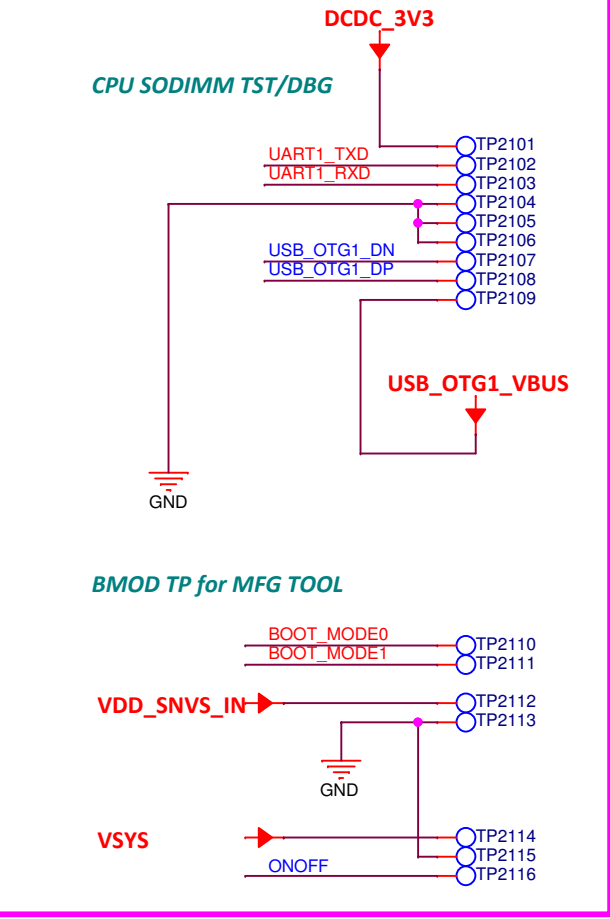 DCDC_3V3
CPU SODIMM TST/DBG
TP2101
UART1_TXD TP2102
UART1_RXD TP2103
TP2104
TP2105
TP2106
USB_OTG1_DN TP2107
USB_OTG1_DP TP2108
TP2109
USB_OTG1_VBUS
GND
BMOD TP for MFG TOOL
BOOT_MODE0 TP2110
BOOT_MODE1 TP2111
VDD_SNVS_IN TP2112
TP2113
GND
VSYS TP2114
TP2115
ONOFF TP2116